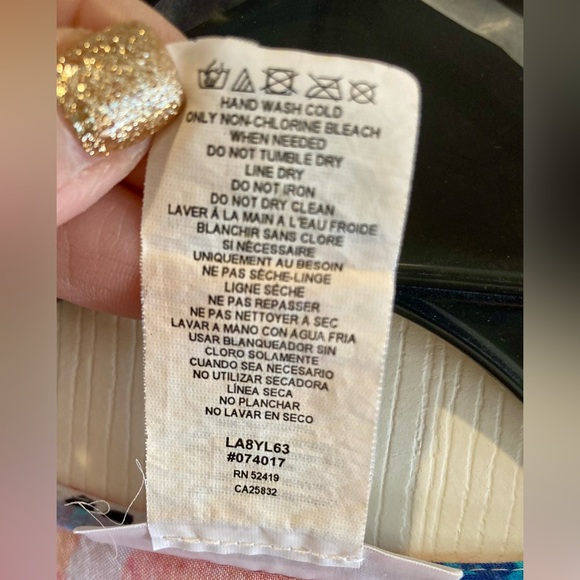 HAND WASH COLD
ONLY NON-CHLORINE BLEACH
WHEN NEEDED
DO NOT TUMBLE DRY
LINE DRY
DO NOT IRON
DO NOT DRY CLEAN
LAVER Á LA MAIN A L'EAU FROIDE
BLANCHIR SANS CLORE
SI NÉCESSAIRE
UNIQUEMENT AU BESOIN
NE PAS SÈCHE-LINGE
LIGNE SÈCHE
NE PAS REPASSER
NE PAS NETTOYER À SEC
LAVAR A MANO CON AGUA FRIA
USAR BLANQUEADOR SIN
CLORO SOLAMENTE
CUANDO SEA NECESARIO
NO UTILIZAR SECADORA
LÍNEA SECA
NO PLANCHAR
NO LAVAR EN SECO
LA8YL63
#074017
RN 52419
CA25832